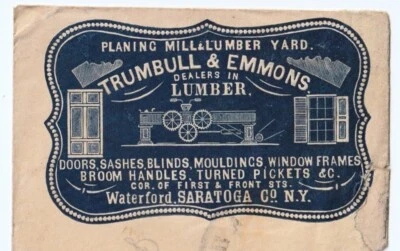 PLANING MILL & LUMBER YARD.
TRUMBULL & EMMONS,
DEALERS IN
LUMBER.
DOORS, SASHES, BLINDS, MOULDINGS, WINDOW FRAMES,
BROOM HANDLES, TURNED PICKETS &C.
COR. OF FIRST & FRONT STS.
Waterford, SARATOGA CO. N.Y.